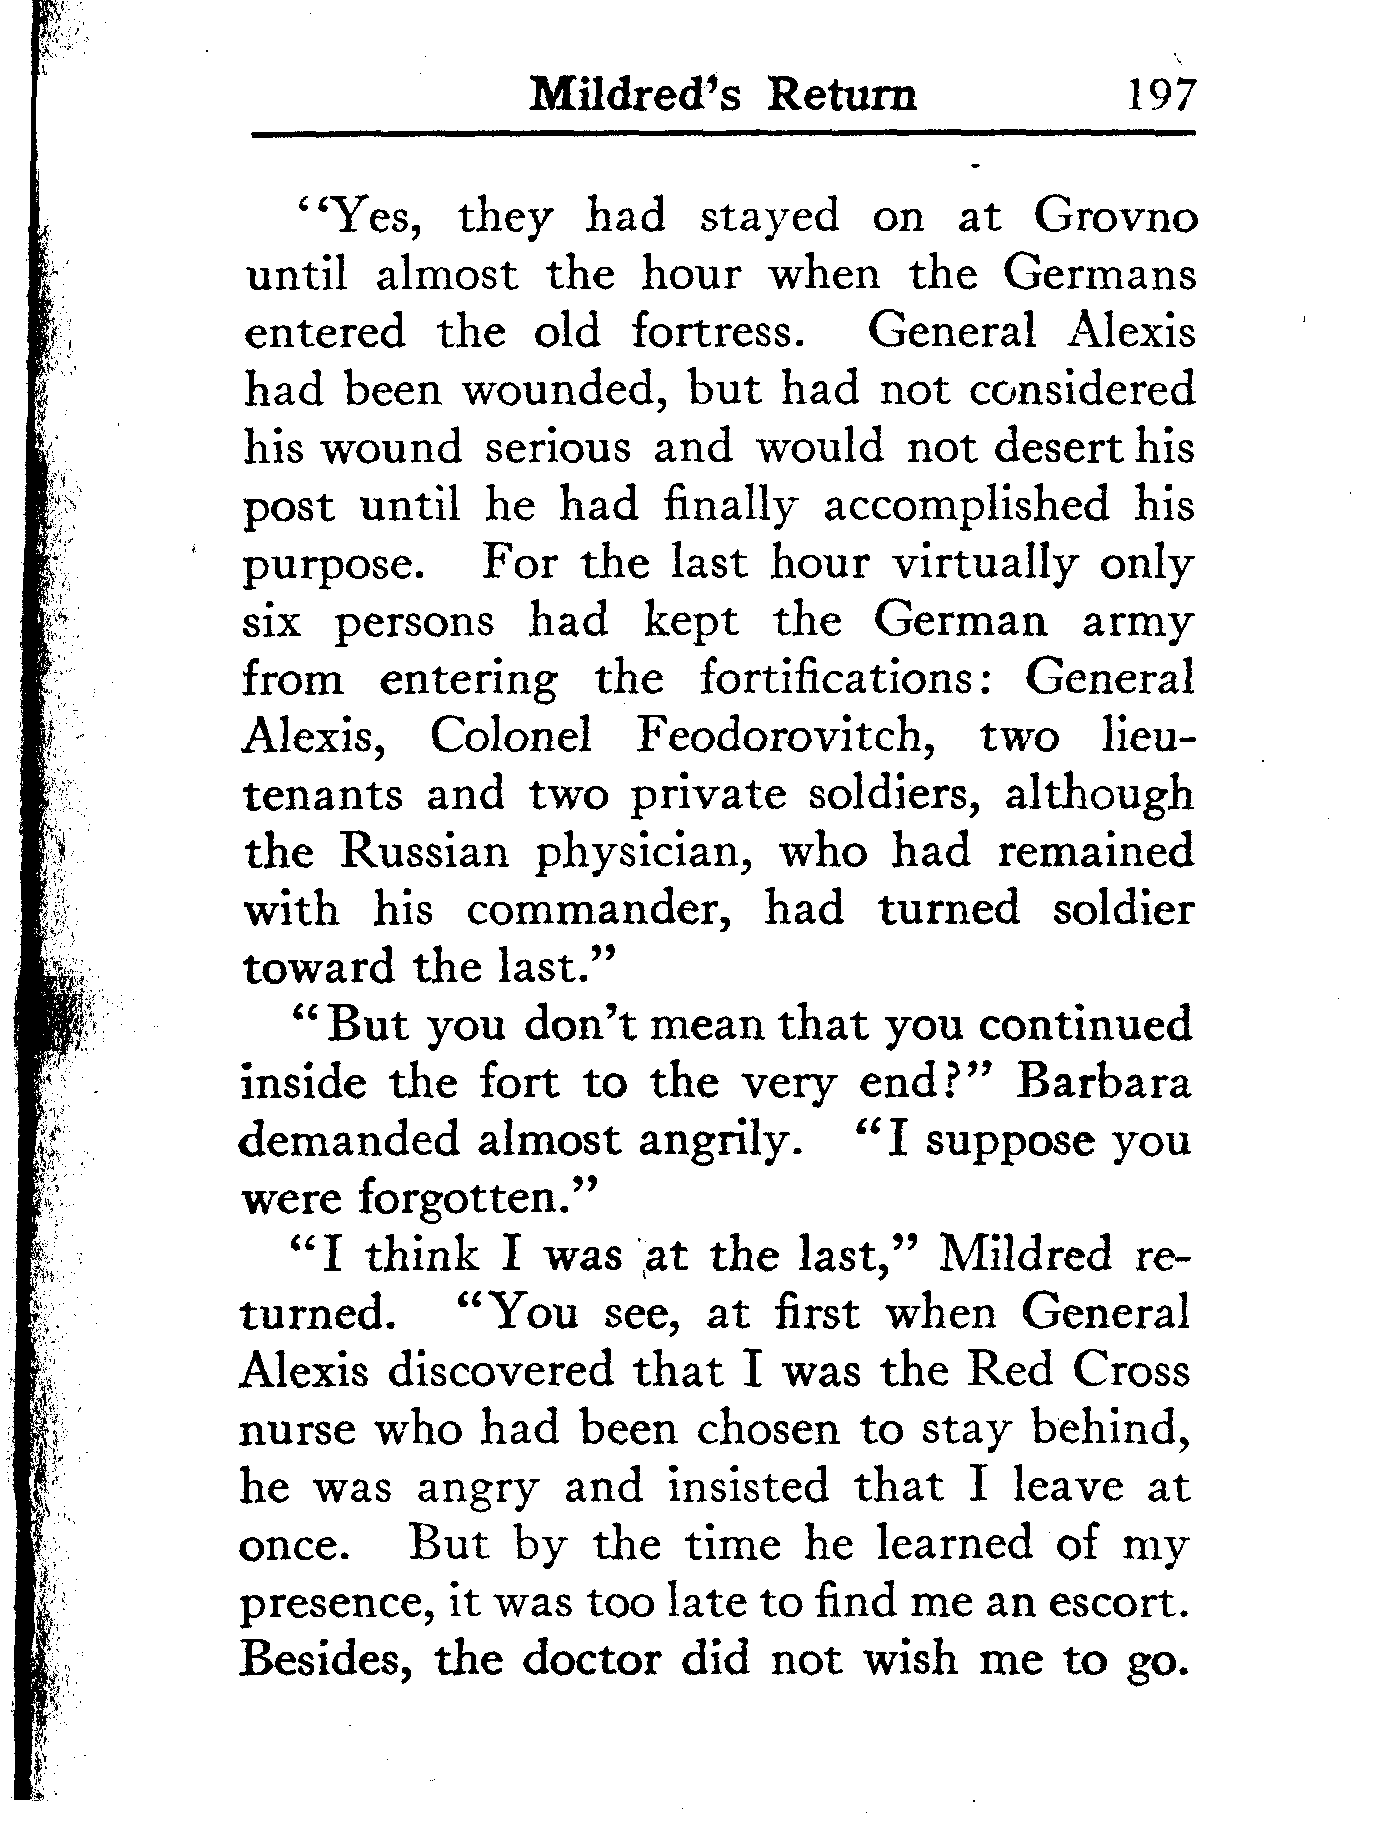 Mildred's Return 197
"Yes, they had stayed on at Grovno
until almost the hour when the Germans
entered the old fortress. General Alexis
had been wounded, but had not considered
his wound serious and would not desert his
post until he had finally accomplished his
purpose. For the last hour virtually only
six persons had kept the German army
from entering the fortifications: General
Alexis, Colonel Feodorovitch, two lieu-
tenants and two private soldiers, although
the Russian physician, who had remained
with his commander, had turned soldier
toward the last."
"But you don't mean that you continued
inside the fort to the very end?" Barbara
demanded almost angrily. "I suppose you
were forgotten."
"I think I was at the last," Mildred re-
turned. "You see, at first when General
Alexis discovered that I was the Red Cross
nurse who had been chosen to stay behind,
he was angry and insisted that I leave at
once. But by the time he learned of my
presence, it was too late to find me an escort.
Besides, the doctor did not wish me to go.